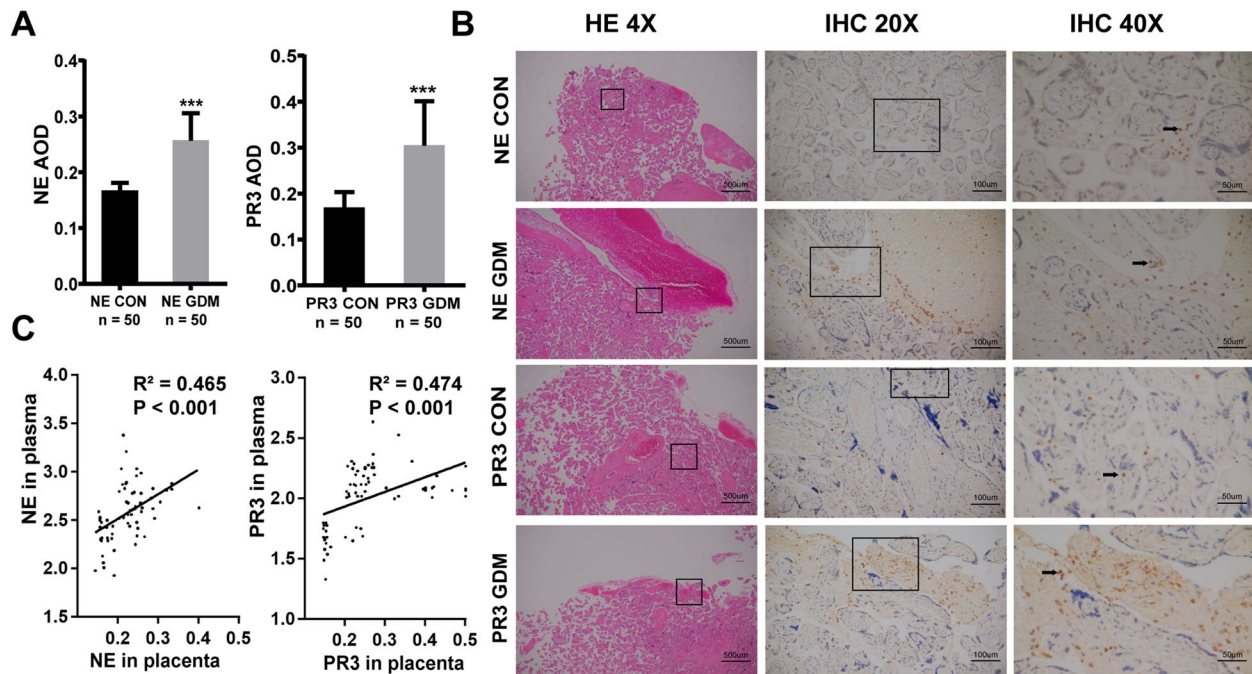 A
NE AOD
0.4
0.3
0.2
0.1
0.0
***
NE CON
n = 50
NE GDM
n = 50
PR3 AOD
0.5
0.4
0.3
0.2
0.1
0.0
***
PR3 CON
n = 50
PR3 GDM
n = 50
B
HE 4X
IHC 20X
IHC 40X
NE CON
500um
100um
50um
NE GDM
500um
100um
50um
PR3 CON
500um
100um
50um
PR3 GDM
500um
100um
50um
C
NE in plasma
4.0
3.5
3.0
2.5
2.0
1.5
R² = 0.465
P < 0.001
0.2
0.3
0.4
0.5
NE in placenta
PR3 in plasma
3.0
2.5
2.0
1.5
1.0
R² = 0.474
P < 0.001
0.2
0.3
0.4
0.5
PR3 in placenta